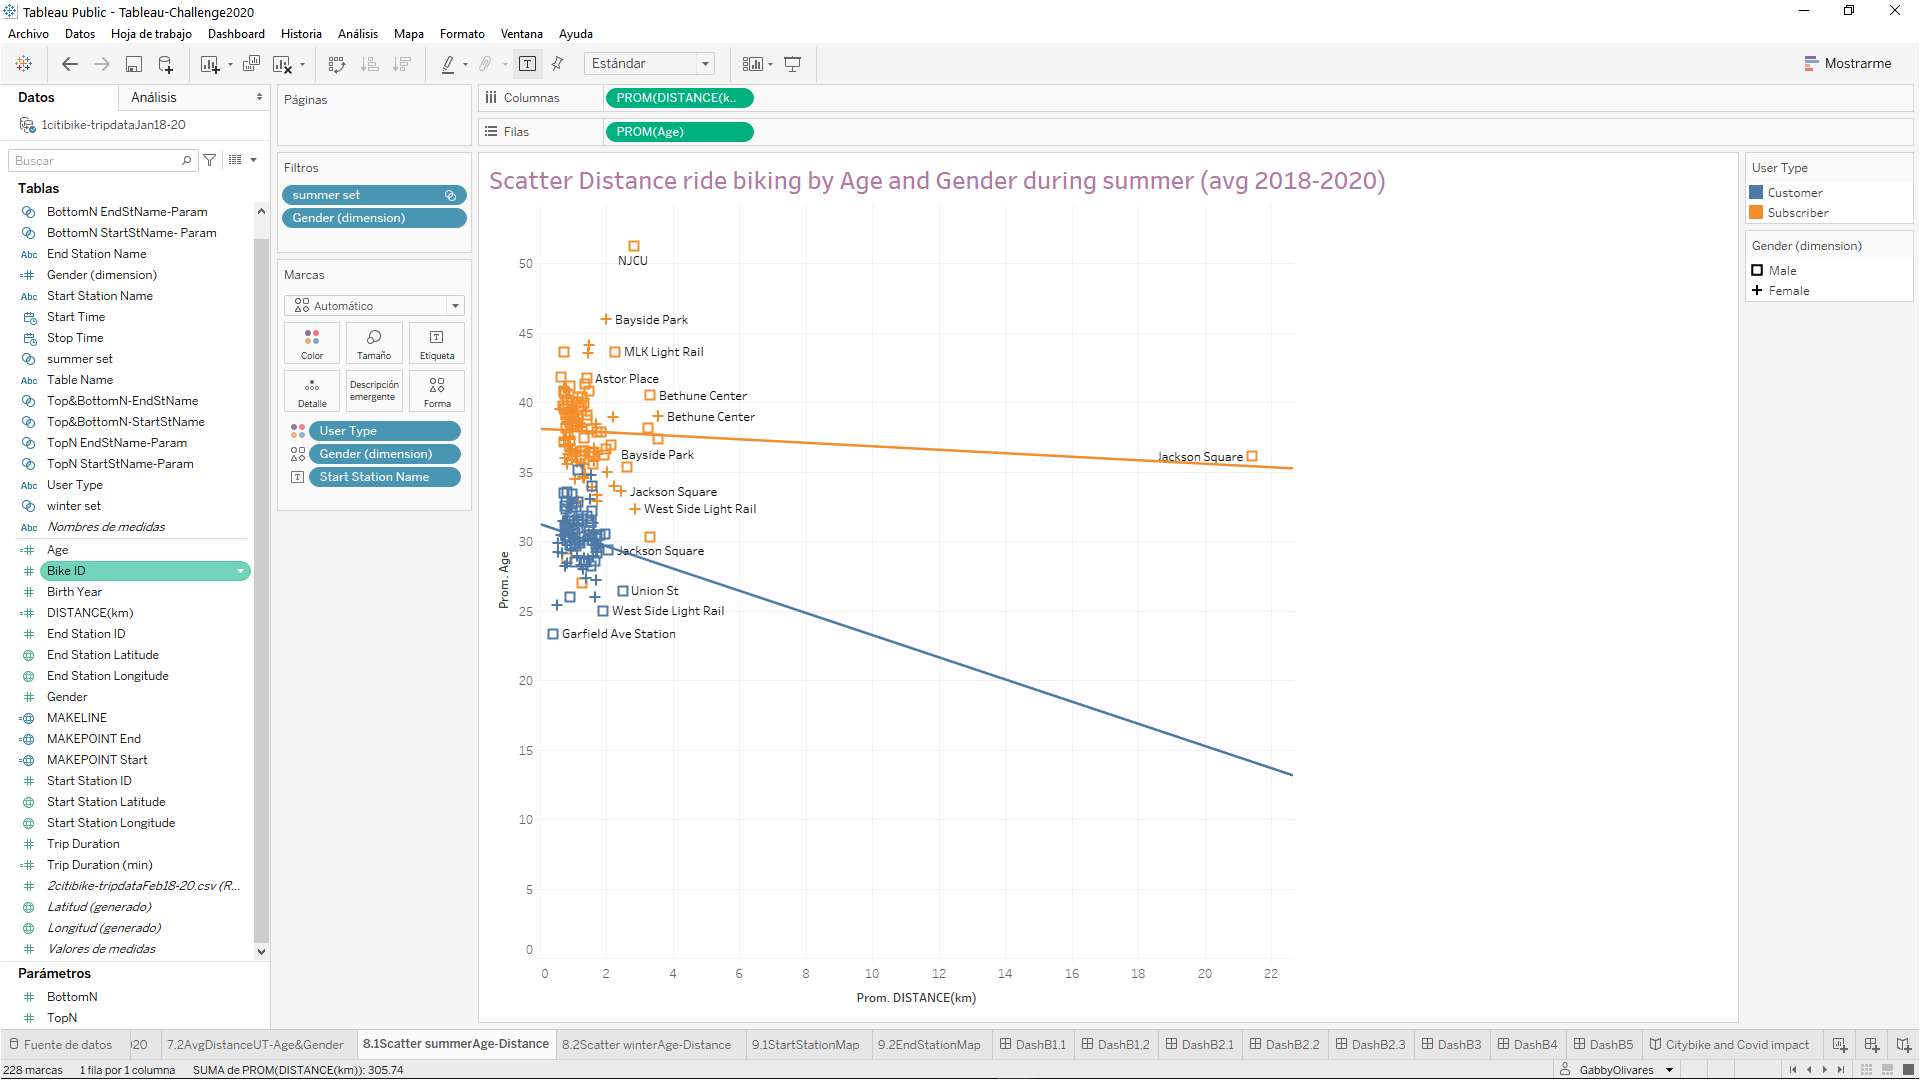 Tableau Public - Tableau-Challenge2020
Archivo Datos Hoja de trabajo Dashboard Historia Análisis Mapa Formato Ventana Ayuda
Estándar
Mostrarme
Datos
Análisis
1citibike-tripdataJan18-20
Buscar
Tablas
BottomN EndStName-Param
BottomN StartStName- Param
Abc End Station Name
Gender (dimension)
Abc Start Station Name
Start Time
Stop Time
summer set
Abc Table Name
Top&BottomN-EndStName
Top&BottomN-StartStName
TopN EndStName-Param
TopN StartStName-Param
Abc User Type
winter set
Abc Nombres de medidas
Age
Bike ID
Birth Year
DISTANCE(km)
End Station ID
End Station Latitude
End Station Longitude
Gender
MAKELINE
MAKEPOINT End
MAKEPOINT Start
Start Station ID
Start Station Latitude
Start Station Longitude
Trip Duration
Trip Duration (min)
2citibike-tripdataFeb18-20.csv (R...
Latitud (generado)
Longitud (generado)
Valores de medidas
Parámetros
BottomN
TopN
Páginas
Filtros
summer set
Gender (dimension)
Marcas
Automático
Color
Tamaño
Etiqueta
Detalle
Descripción
emergente
Forma
User Type
Gender (dimension)
Start Station Name
Columnas
PROM(DISTANCE(k..
Filas
PROM(Age)
Scatter Distance ride biking by Age and Gender during summer (avg 2018-2020)
NJCU
Bayside Park
MLK Light Rail
Astor Place
Bethune Center
Bethune Center
Bayside Park
Jackson Square
Jackson Square
West Side Light Rail
Jackson Square
Union St
West Side Light Rail
Garfield Ave Station
50
45
40
35
30
25
20
15
10
5
0
Prom. Age
0 2 4 6 8 10 12 14 16 18 20 22
Prom. DISTANCE(km)
User Type
Customer
Subscriber
Gender (dimension)
Male
Female
Fuente de datos
7.2AvgDistanceUT-Age&Gender
8.1Scatter summerAge-Distance
8.2Scatter winterAge-Distance
9.1StartStationMap
9.2EndStationMap
DashB1.1
DashB1.2
DashB2.1
DashB2.2
DashB2.3
DashB3
DashB4
DashB5
Citybike and Covid impact
228 marcas
1 fila por 1 columna
SUMA de PROM(DISTANCE(km)): 305.74
GabbyOlivares